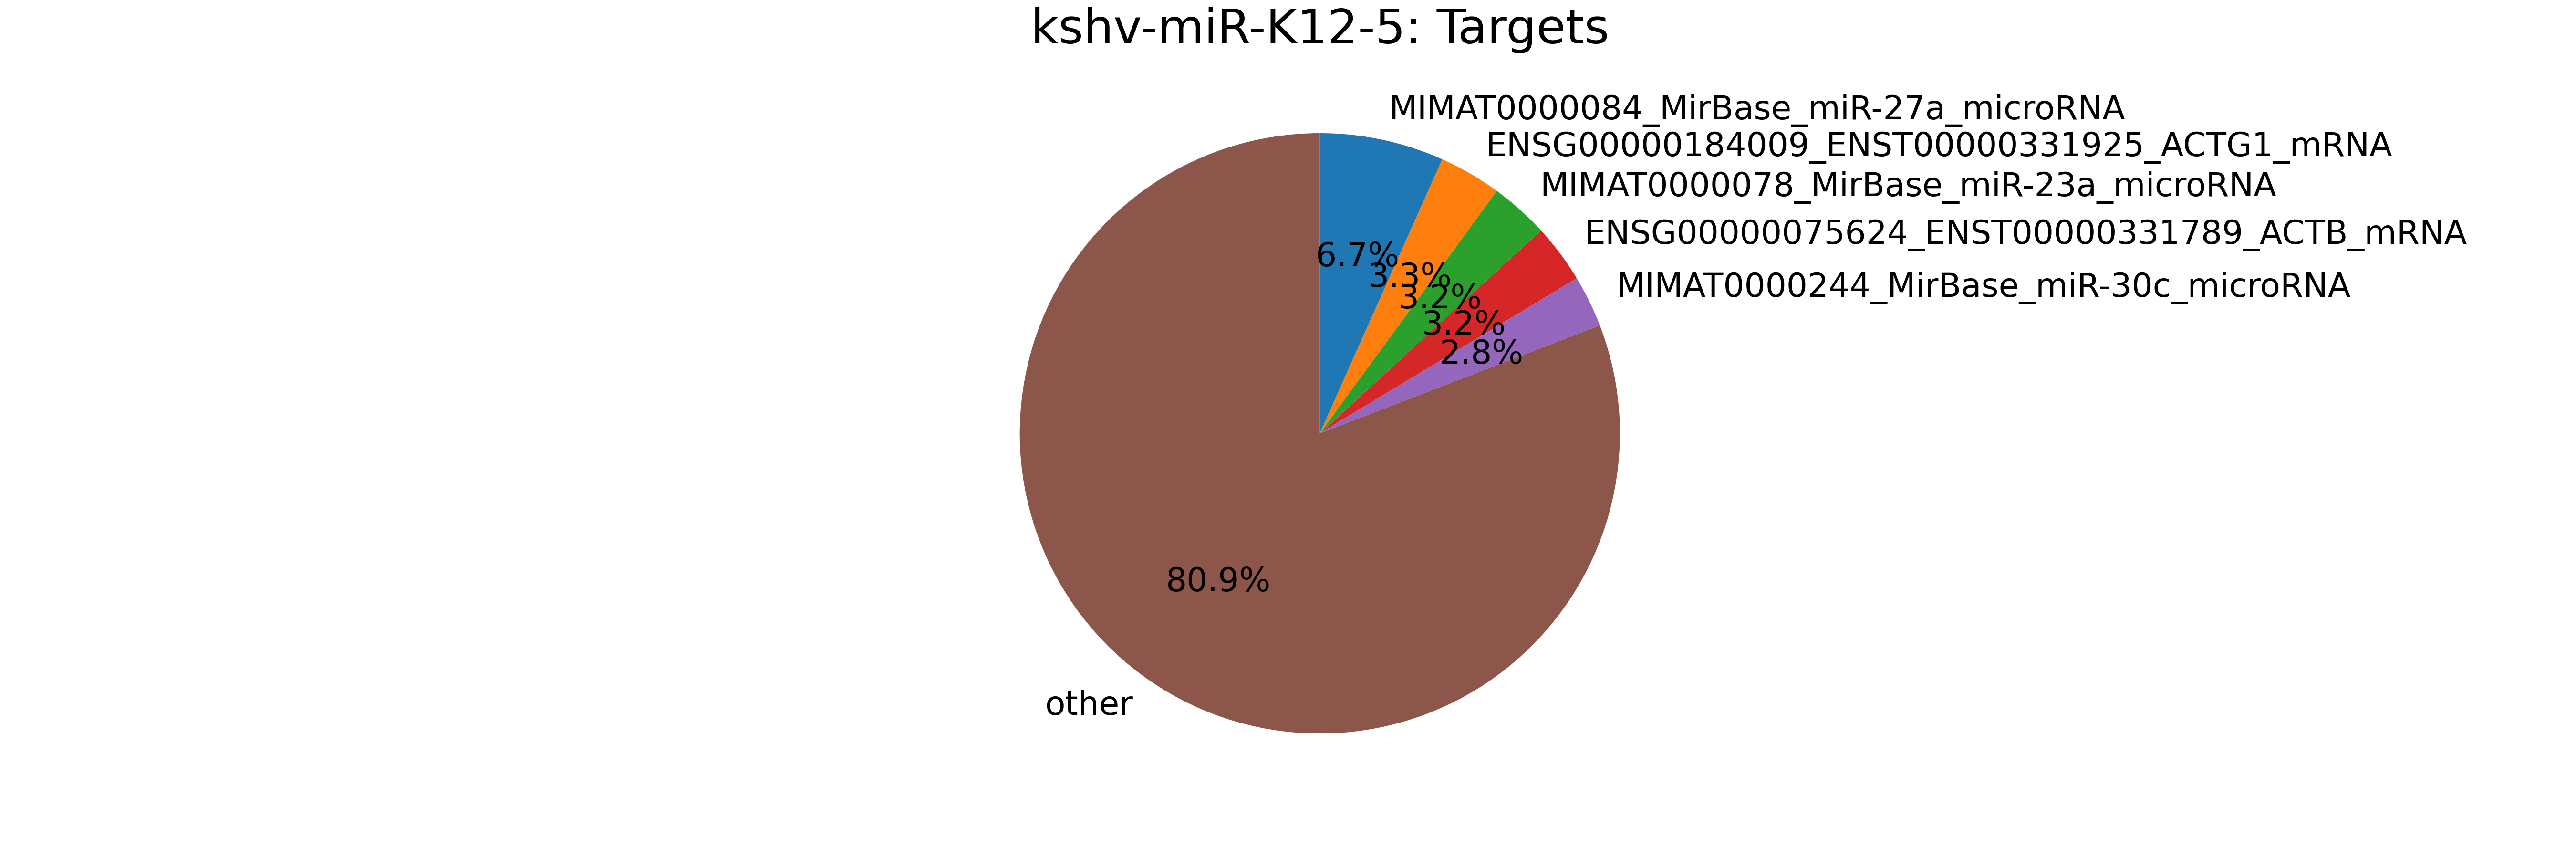 kshv-miR-K12-5: Targets
MIMAT0000084_MirBase_miR-27a_microRNA
ENSG00000184009_ENST00000331925_ACTG1_mRNA
MIMAT0000078_MirBase_miR-23a_microRNA
ENSG00000075624_ENST00000331789_ACTB_mRNA
MIMAT0000244_MirBase_miR-30c_microRNA
6.7%
3.3%
3.2%
3.2%
2.8%
80.9%
other